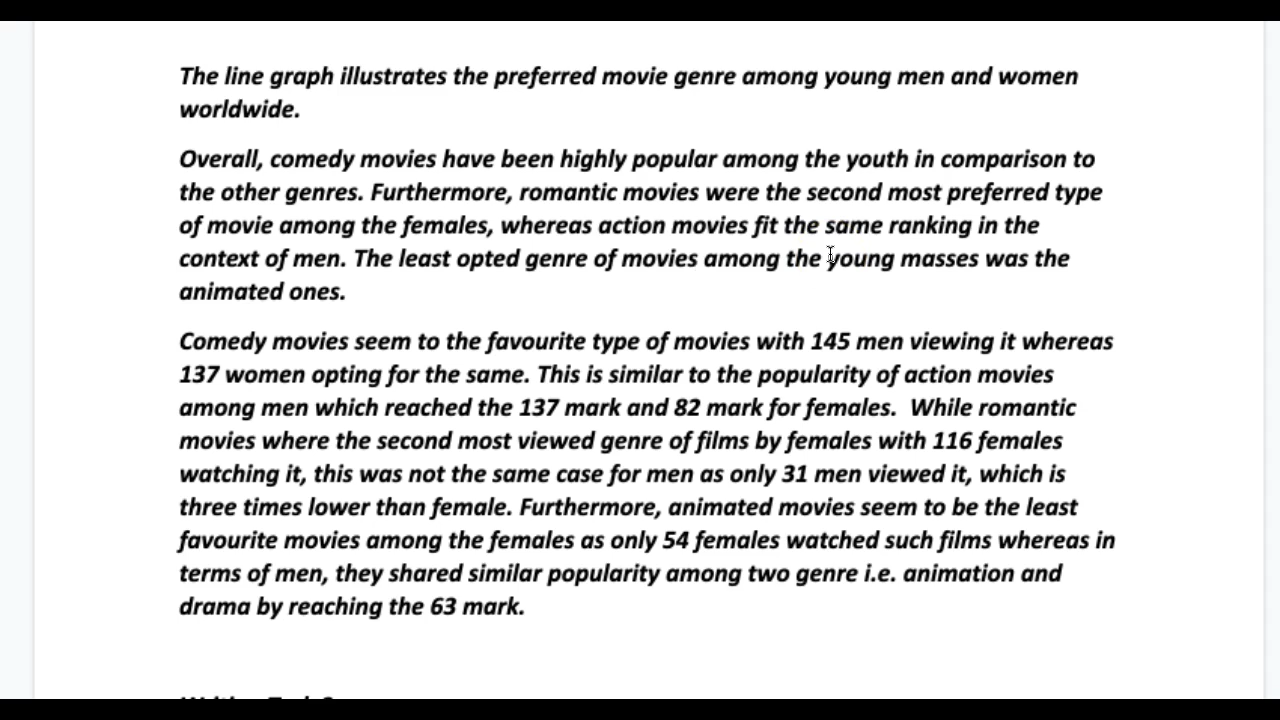 The line graph illustrates the preferred movie genre among young men and women
worldwide.
Overall, comedy movies have been highly popular among the youth in comparison to
the other genres. Furthermore, romantic movies were the second most preferred type
of movie among the females, whereas action movies fit the same ranking in the
context of men. The least opted genre of movies among the young masses was the
animated ones.
Comedy movies seem to the favourite type of movies with 145 men viewing it whereas
137 women opting for the same. This is similar to the popularity of action movies
among men which reached the 137 mark and 82 mark for females.  While romantic
movies where the second most viewed genre of films by females with 116 females
watching it, this was not the same case for men as only 31 men viewed it, which is
three times lower than female. Furthermore, animated movies seem to be the least
favourite movies among the females as only 54 females watched such films whereas in
terms of men, they shared similar popularity among two genre i.e. animation and
drama by reaching the 63 mark.